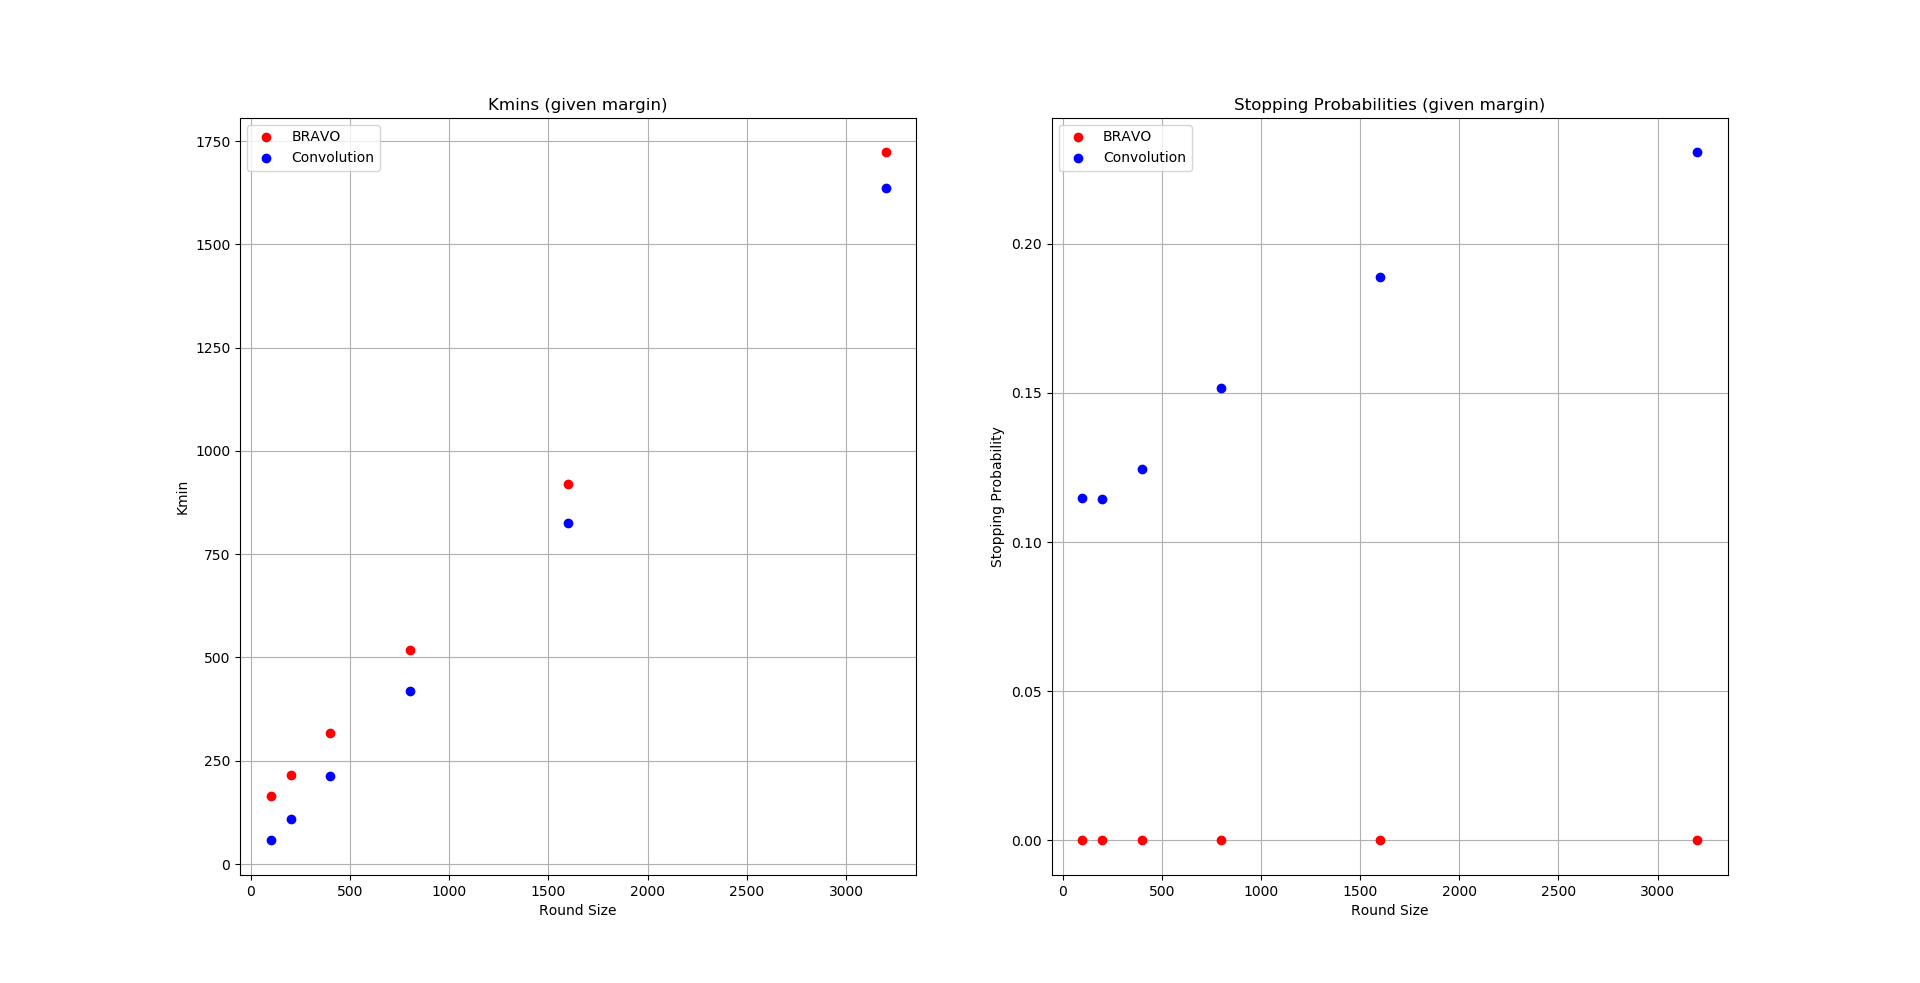 Kmins (given margin)
BRAVO
Convolution
1750
1500
1250
1000
750
500
250
0
Kmin
0 500 1000 1500 2000 2500 3000
Round Size
Stopping Probabilities (given margin)
BRAVO
Convolution
0.20
0.15
0.10
0.05
0.00
Stopping Probability
0 500 1000 1500 2000 2500 3000
Round Size